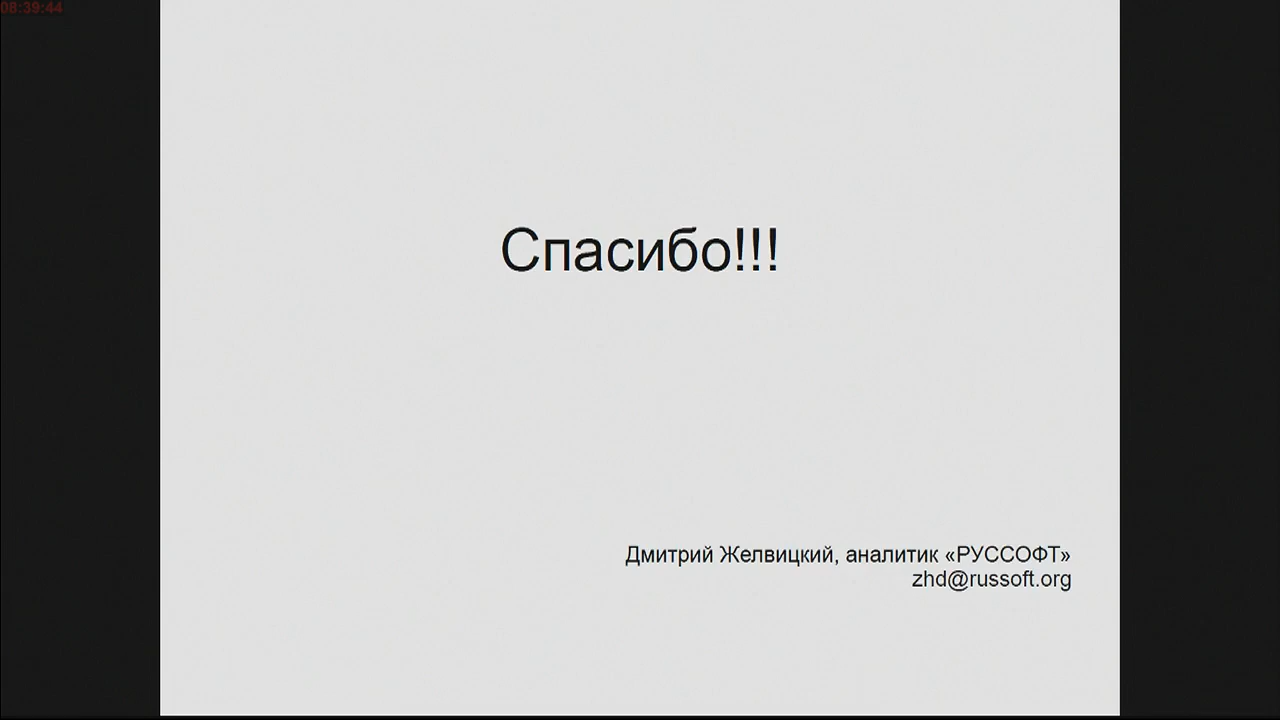 08:39:44
Спасибо!!!
Дмитрий Желвицкий, аналитик «РУССОФТ»
zhd@russoft.org